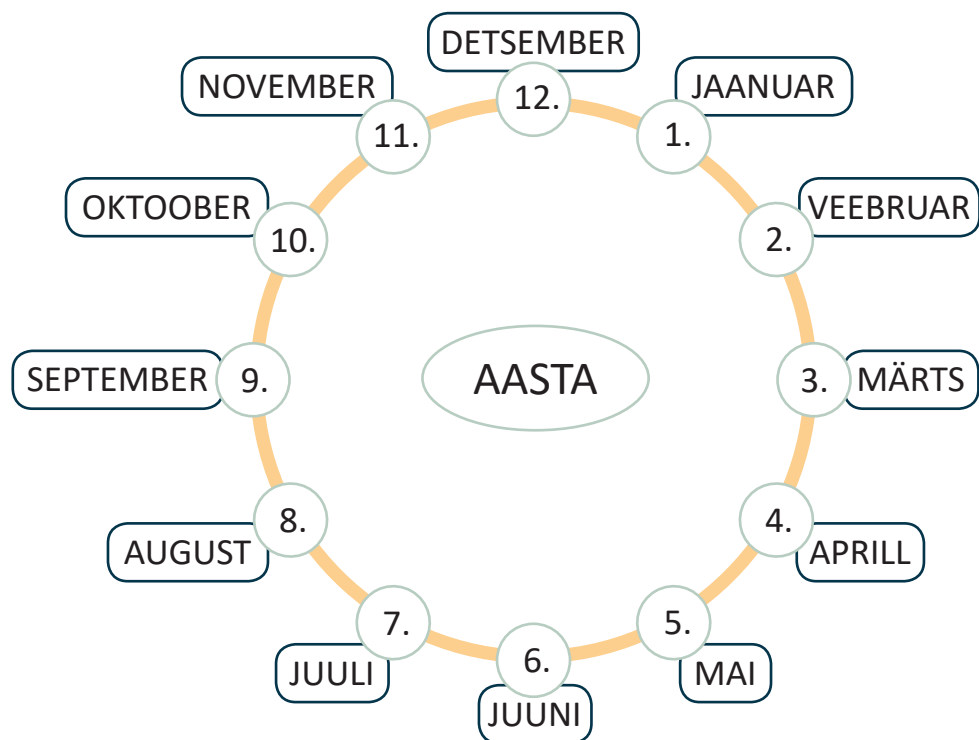 DETSEMBER
12.
JAANUAR
1.
VEEBRUAR
2.
MÄRTS
3.
APRILL
4.
MAI
5.
JUUNI
6.
JUULI
7.
AUGUST
8.
SEPTEMBER
9.
OKTOOBER
10.
NOVEMBER
11.
AASTA